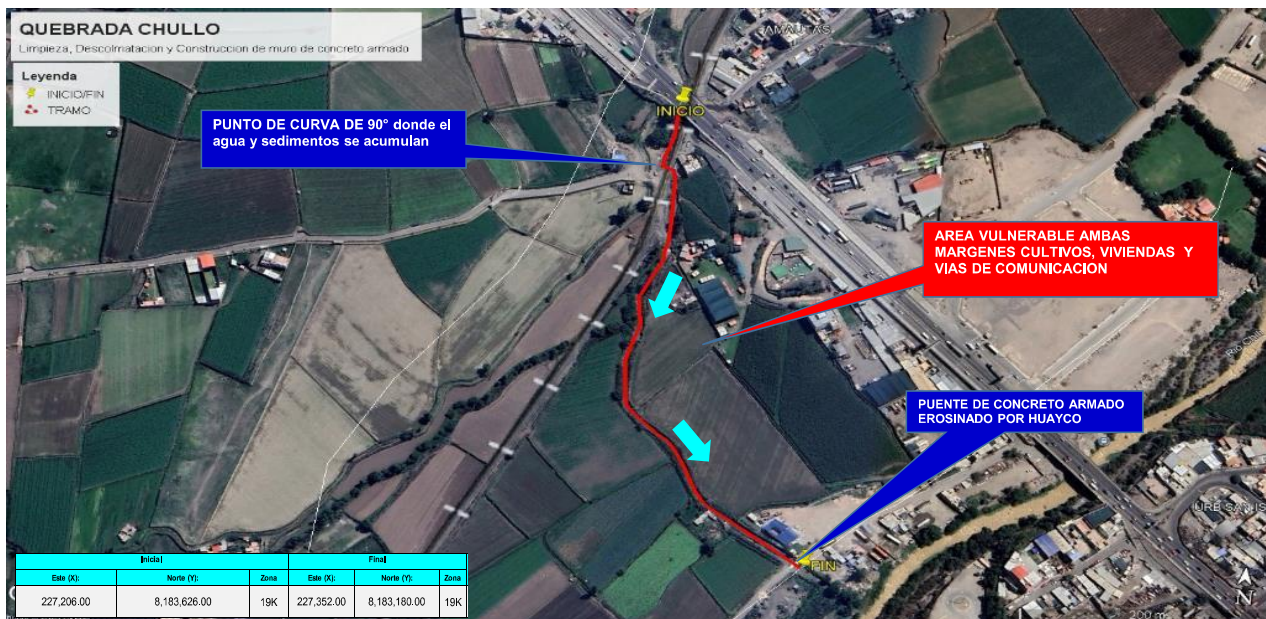 QUEBRADA CHULLO
Limpieza, Descolmatacion y Construccion de muro de concreto armado
Leyenda
INICIO/FIN
TRAMO
AMAUTAS
INICIO
PUNTO DE CURVA DE 90° donde el
agua y sedimentos se acumulan
AREA VULNERABLE AMBAS
MARGENES CULTIVOS, VIVIENDAS Y
VIAS DE COMUNICACION
PUENTE DE CONCRETO ARMADO
EROSINADO POR HUAYCO
FIN
Inicial Final
Este (X): Norte (Y): Zona Este (X): Norte (Y): Zona
227,206.00 8,183,626.00 19K 227,352.00 8,183,180.00 19K
N
200 m